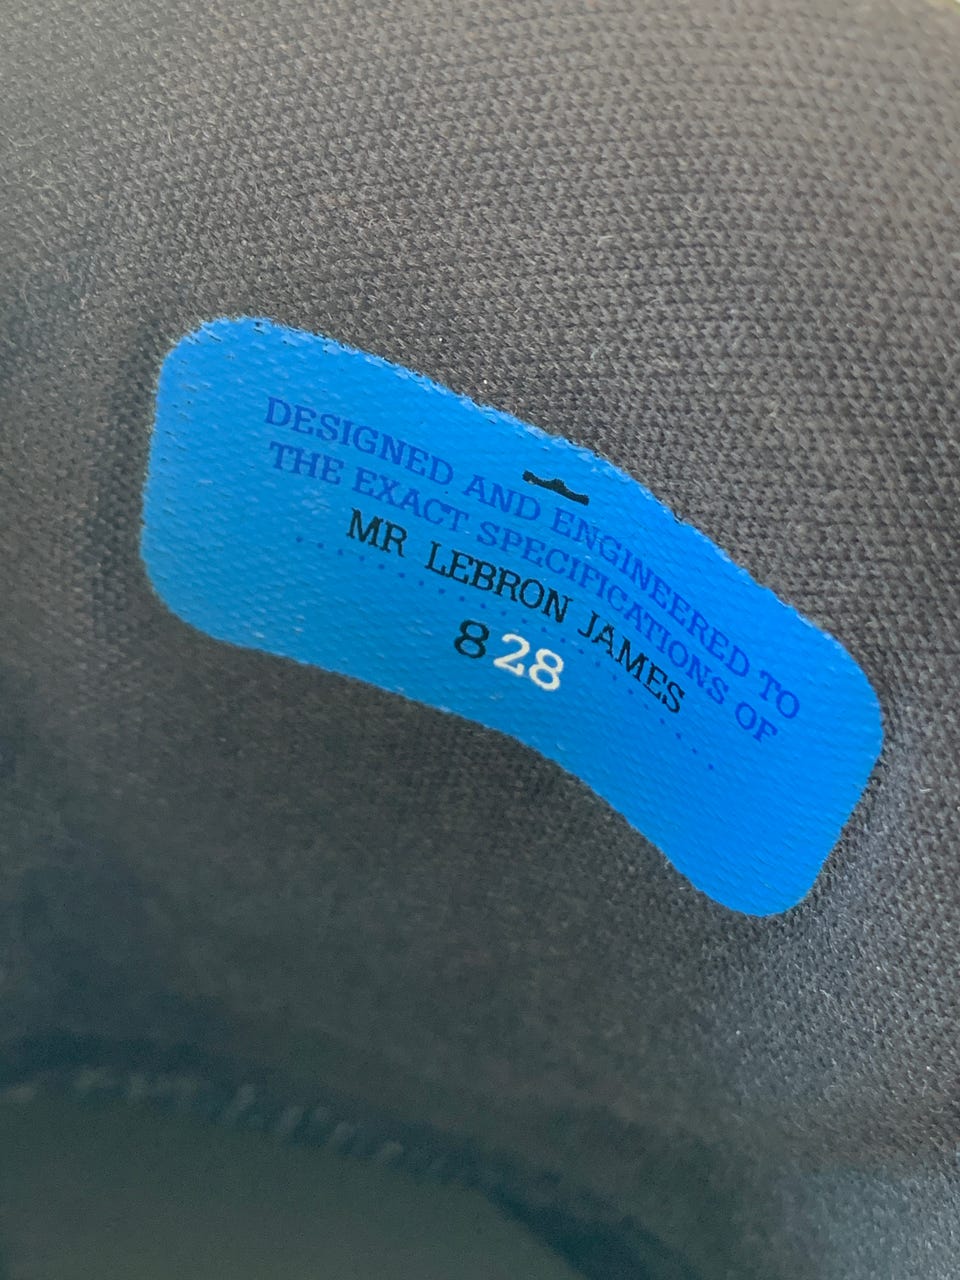 DESIGNED AND ENGINEERED TO
THE EXACT SPECIFICATIONS OF
MR LEBRON JAMES
828